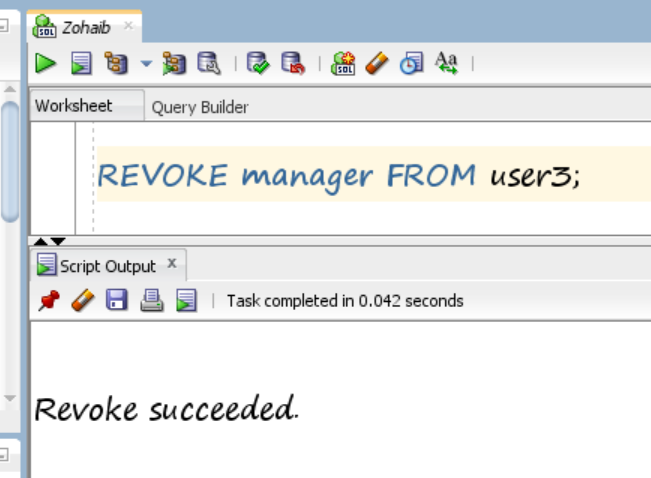 Zohaib
Worksheet Query Builder
REVOKE manager FROM user3;
Script Output x
Task completed in 0.042 seconds
Revoke succeeded.